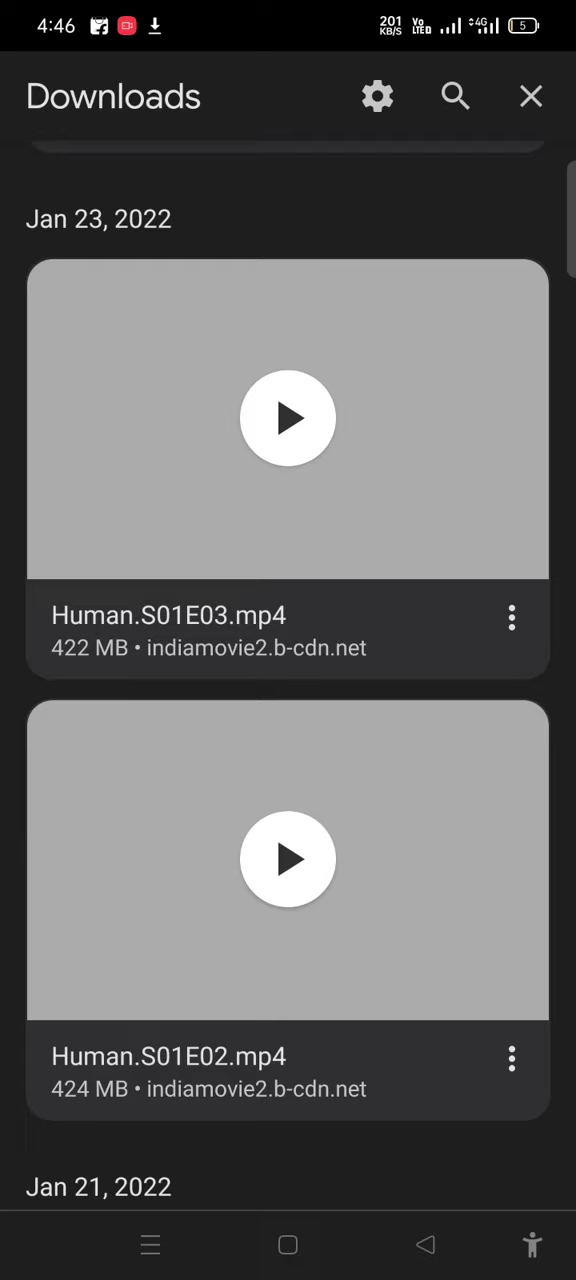 4:46
201
KB/S
Vo
LTED
4G
5
Downloads
Jan 23, 2022
Human.S01E03.mp4
422 MB • indiamovie2.b-cdn.net
Human.S01E02.mp4
424 MB • indiamovie2.b-cdn.net
Jan 21, 2022